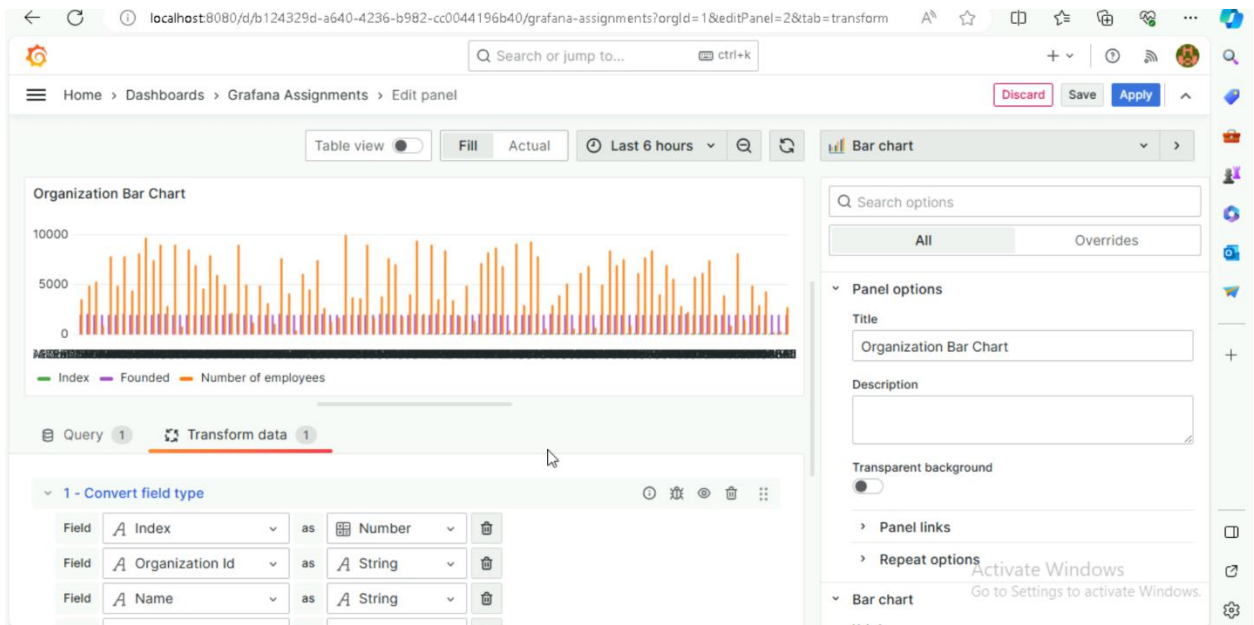 localhost:8080/d/b124329d-a640-4236-b982-cc0044196b40/grafana-assignments?orgId=1&editPanel=2&tab=transform
Search or jump to... ctrl+k
Home > Dashboards > Grafana Assignments > Edit panel
Discard Save Apply
Table view Fill Actual Last 6 hours Bar chart
Organization Bar Chart
Search options
All Overrides
10000
5000
0
Index Founded Number of employees
Panel options
Title
Organization Bar Chart
Description
Transparent background
Panel links
Repeat options
Bar chart
Query 1 Transform data 1
1 - Convert field type
Field Index as Number
Field Organization Id as String
Field Name as String
Activate Windows
Go to Settings to activate Windows.